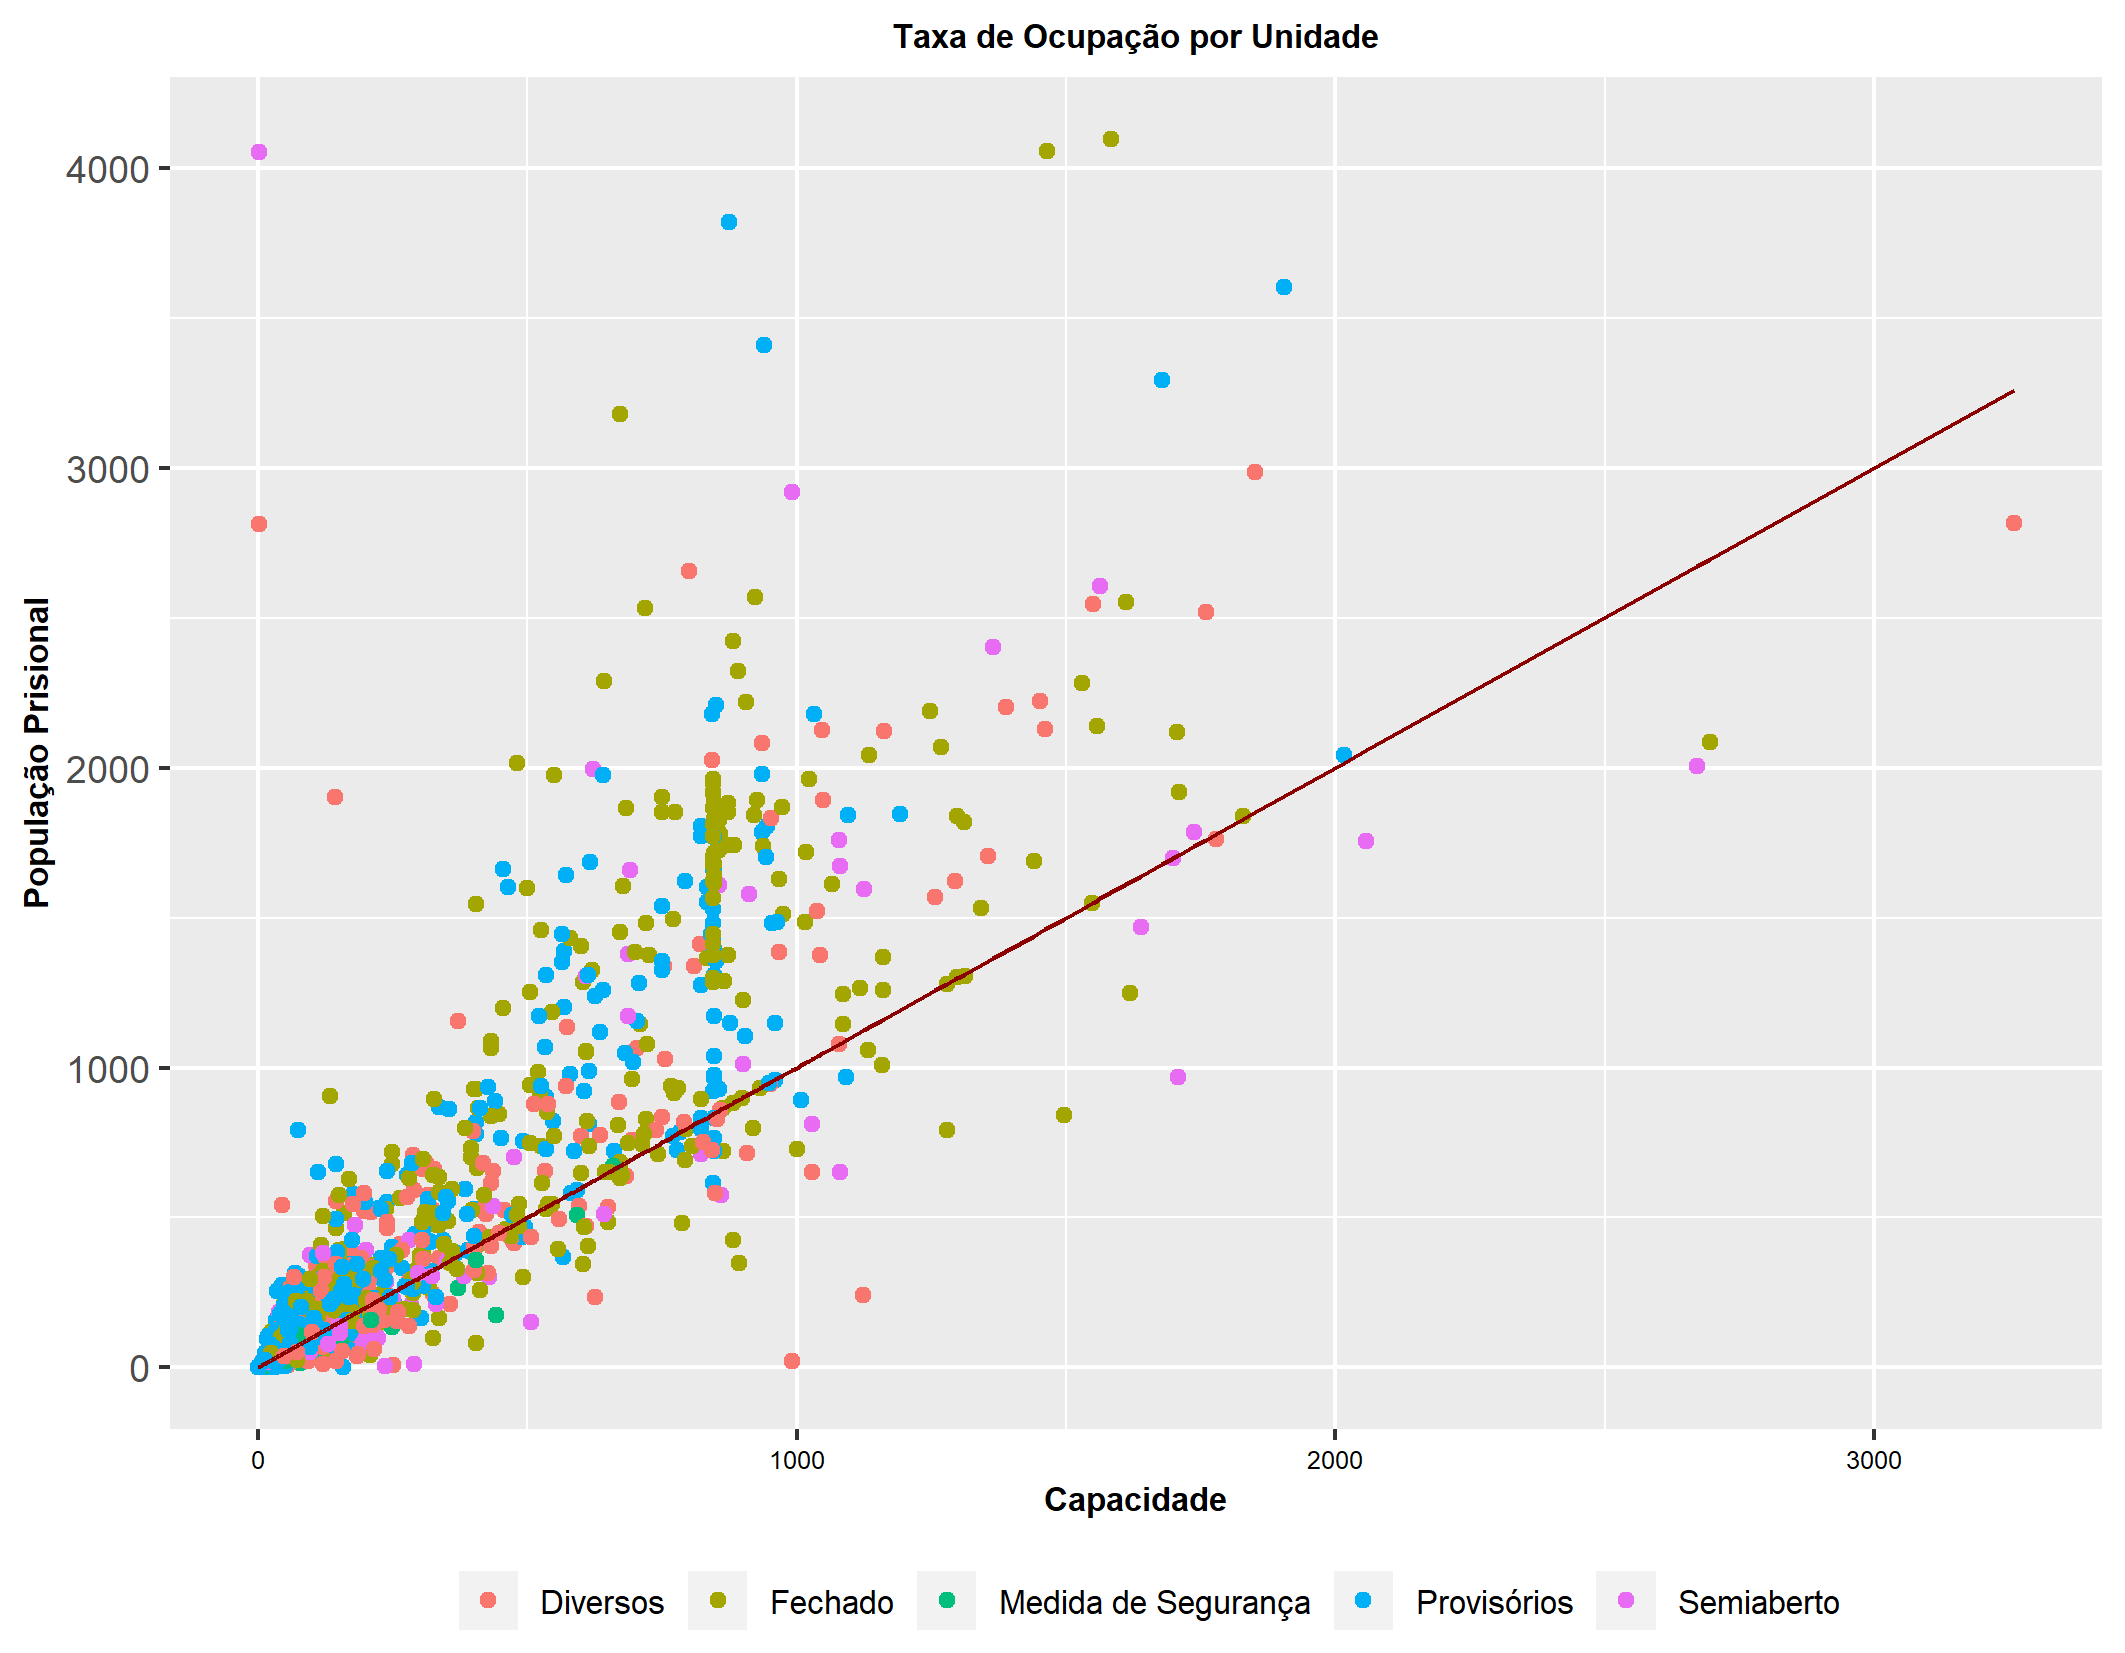 Taxa de Ocupação por Unidade
População Prisional
4000
3000
2000
1000
0
0 1000 2000 3000
Capacidade
Diversos Fechado Medida de Segurança Provisórios Semiaberto